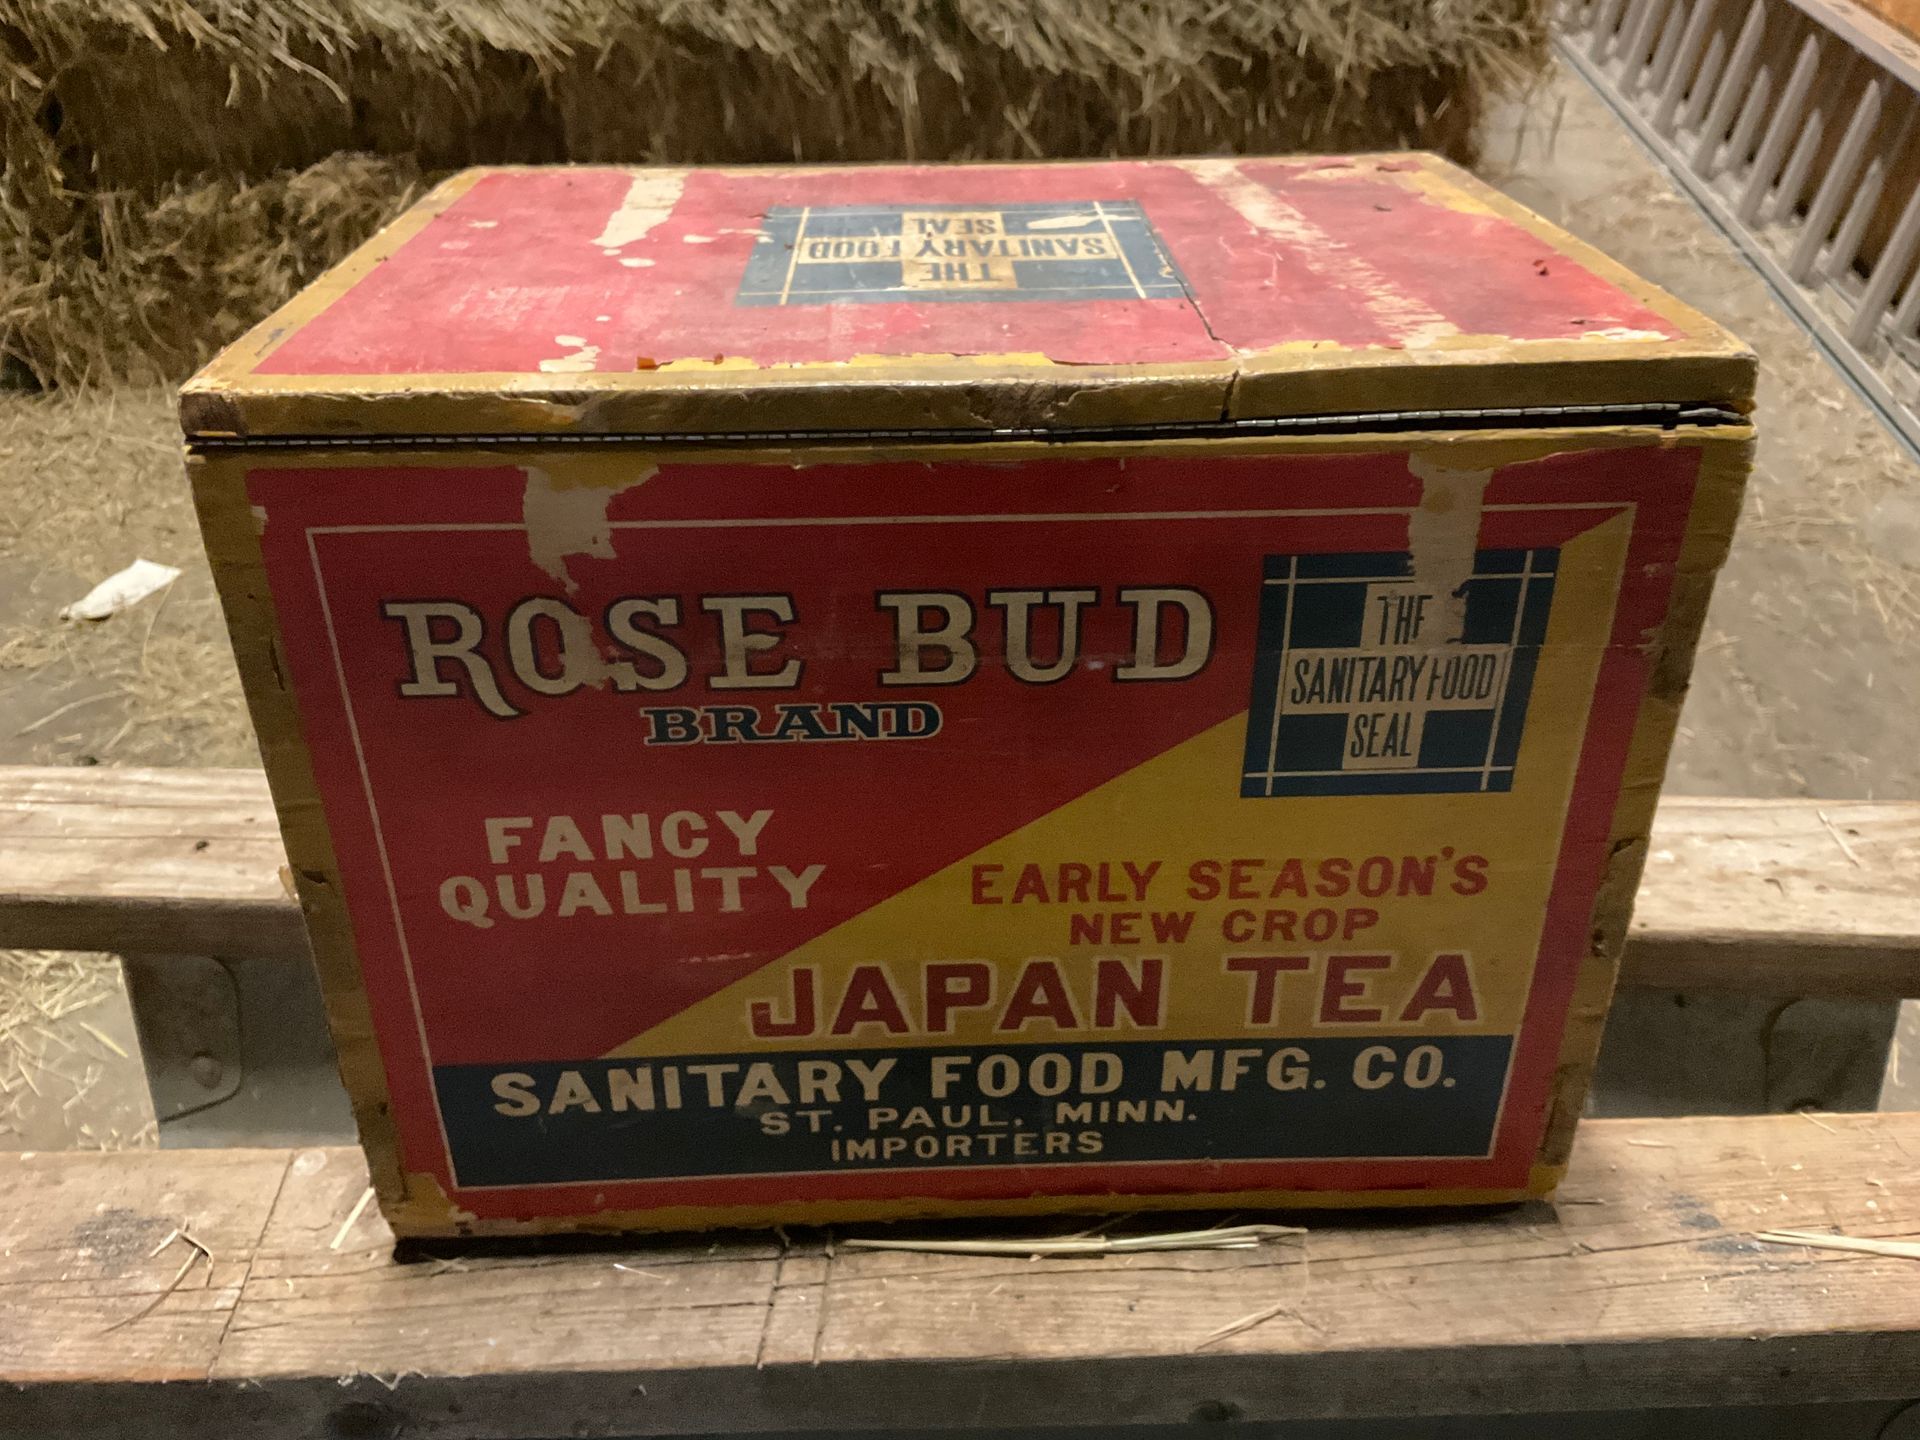 THE
SANITARY FOOD
SEAL
ROSE BUD
BRAND
THE
SANITARY FOOD
SEAL
FANCY
QUALITY
EARLY SEASON'S
NEW CROP
JAPAN TEA
SANITARY FOOD MFG. CO.
ST. PAUL, MINN.
IMPORTERS